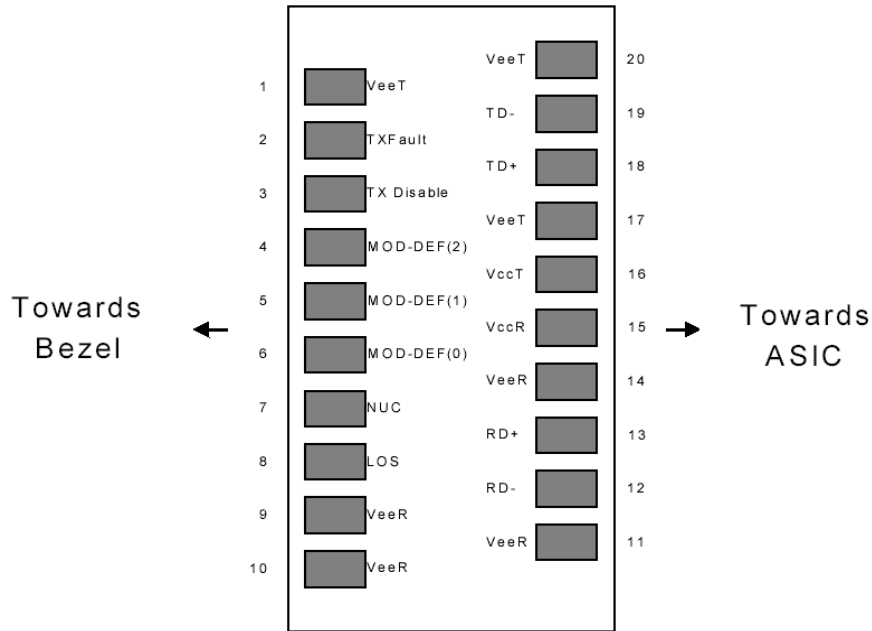 VeeT 20
1 VeeT
TD- 19
2 TXFault
TD+ 18
3 TX Disable
VeeT 17
4 MOD-DEF(2)
VccT 16
5 MOD-DEF(1)
Towards
Bezel
VccR 15
Towards
ASIC
6 MOD-DEF(0)
VeeR 14
7 NUC
RD+ 13
8 LOS
RD- 12
9 VeeR
VeeR 11
10 VeeR